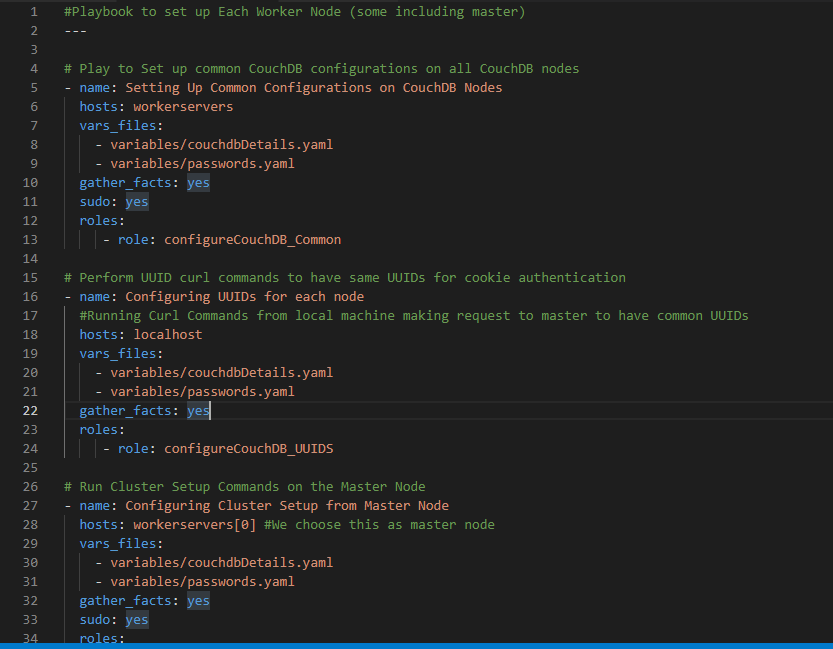 1 #Playbook to set up Each Worker Node (some including master)
2 ---
3
4 # Play to Set up common CouchDB configurations on all CouchDB nodes
5 - name: Setting Up Common Configurations on CouchDB Nodes
6 hosts: workerservers
7 vars_files:
8 - variables/couchdbDetails.yaml
9 - variables/passwords.yaml
10 gather_facts: yes
11 sudo: yes
12 roles:
13 - role: configureCouchDB_Common
14
15 # Perform UUID curl commands to have same UUIDs for cookie authentication
16 - name: Configuring UUIDs for each node
17 #Running Curl Commands from local machine making request to master to have common UUIDs
18 hosts: localhost
19 vars_files:
20 - variables/couchdbDetails.yaml
21 - variables/passwords.yaml
22 gather_facts: yes
23 roles:
24 - role: configureCouchDB_UUIDS
25
26 # Run Cluster Setup Commands on the Master Node
27 - name: Configuring Cluster Setup from Master Node
28 hosts: workerservers[0] #We choose this as master node
29 vars_files:
30 - variables/couchdbDetails.yaml
31 - variables/passwords.yaml
32 gather_facts: yes
33 sudo: yes
34 roles: